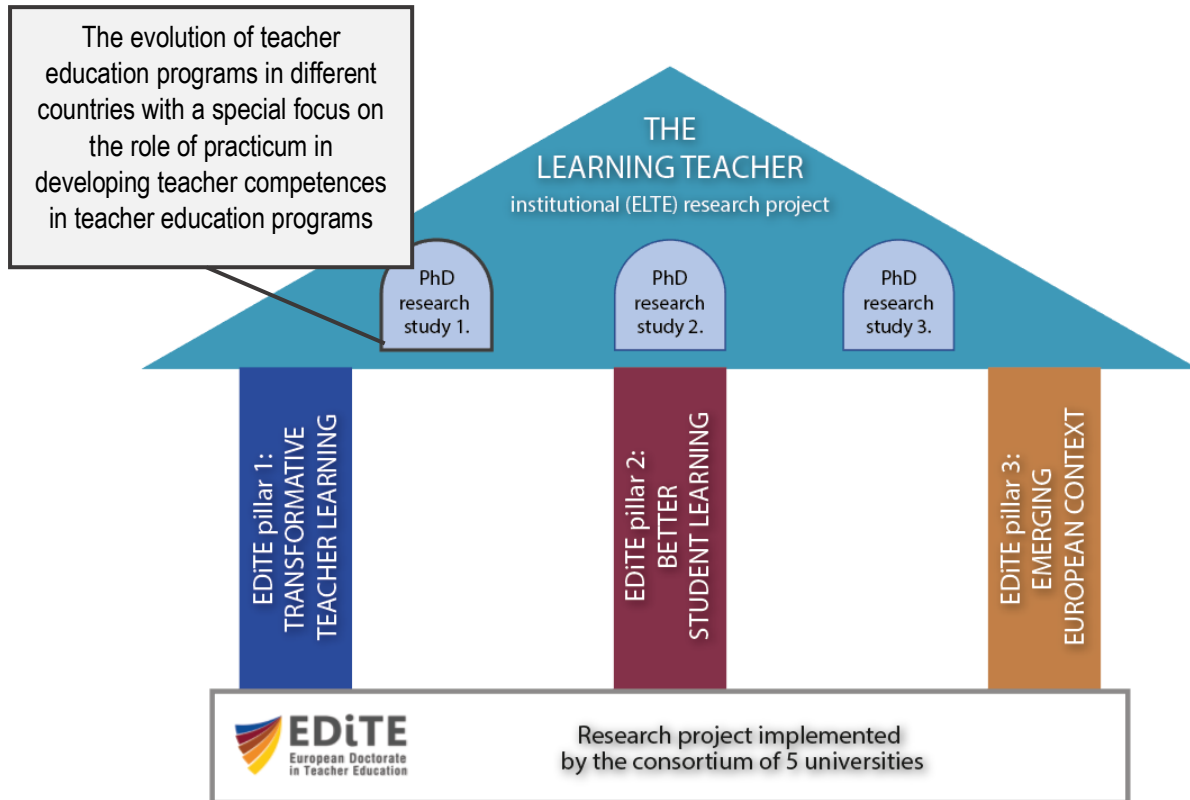 The evolution of teacher
education programs in different
countries with a special focus on
the role of practicum in
developing teacher competences
in teacher education programs
THE
LEARNING TEACHER
institutional (ELTE) research project
PhD
research
study 1.
PhD
research
study 2.
PhD
research
study 3.
EDiTE pillar 1:
TRANSFORMATIVE
TEACHER LEARNING
EDiTE pillar 2:
BETTER
STUDENT LEARNING
EDiTE pillar 3:
EMERGING
EUROPEAN CONTEXT
EDiTE
European Doctorate
in Teacher Education
Research project implemented
by the consortium of 5 universities